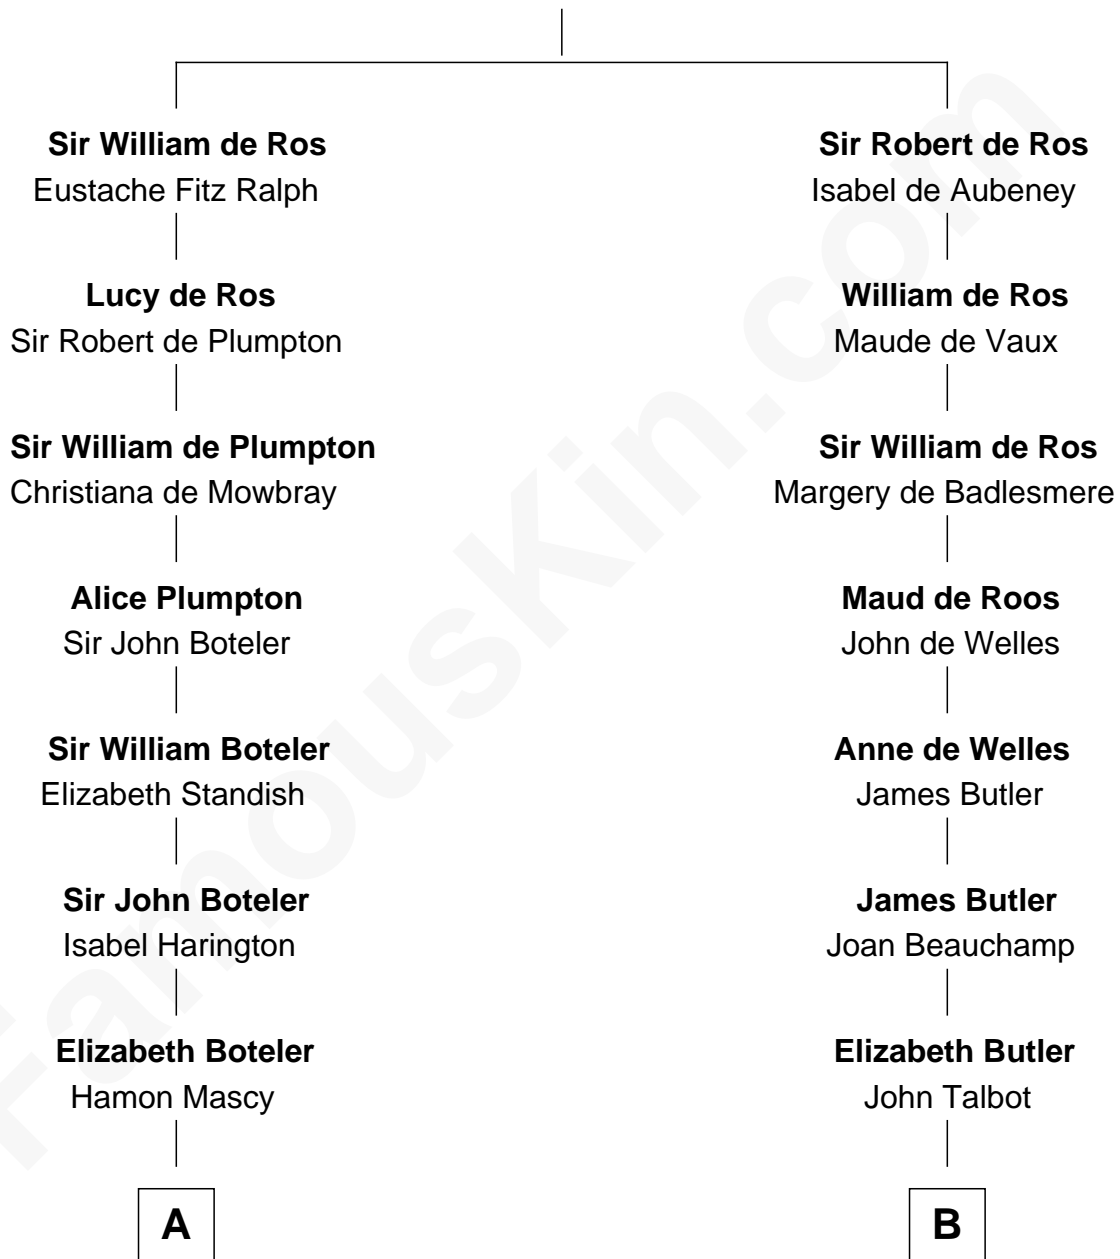 Sir William de Ros
Eustache Fitz Ralph
Lucy de Ros
Sir Robert de Plumpton
Sir William de Plumpton
Christiana de Mowbray
Alice Plumpton
Sir John Boteler
Sir William Boteler
Elizabeth Standish
Sir John Boteler
Isabel Harington
Elizabeth Boteler
Hamon Mascy
A
Sir Robert de Ros
Isabel de Aubeney
William de Ros
Maude de Vaux
Sir William de Ros
Margery de Badlesmere
Maud de Roos
John de Welles
Anne de Welles
James Butler
James Butler
Joan Beauchamp
Elizabeth Butler
John Talbot
B
FamousKin.com